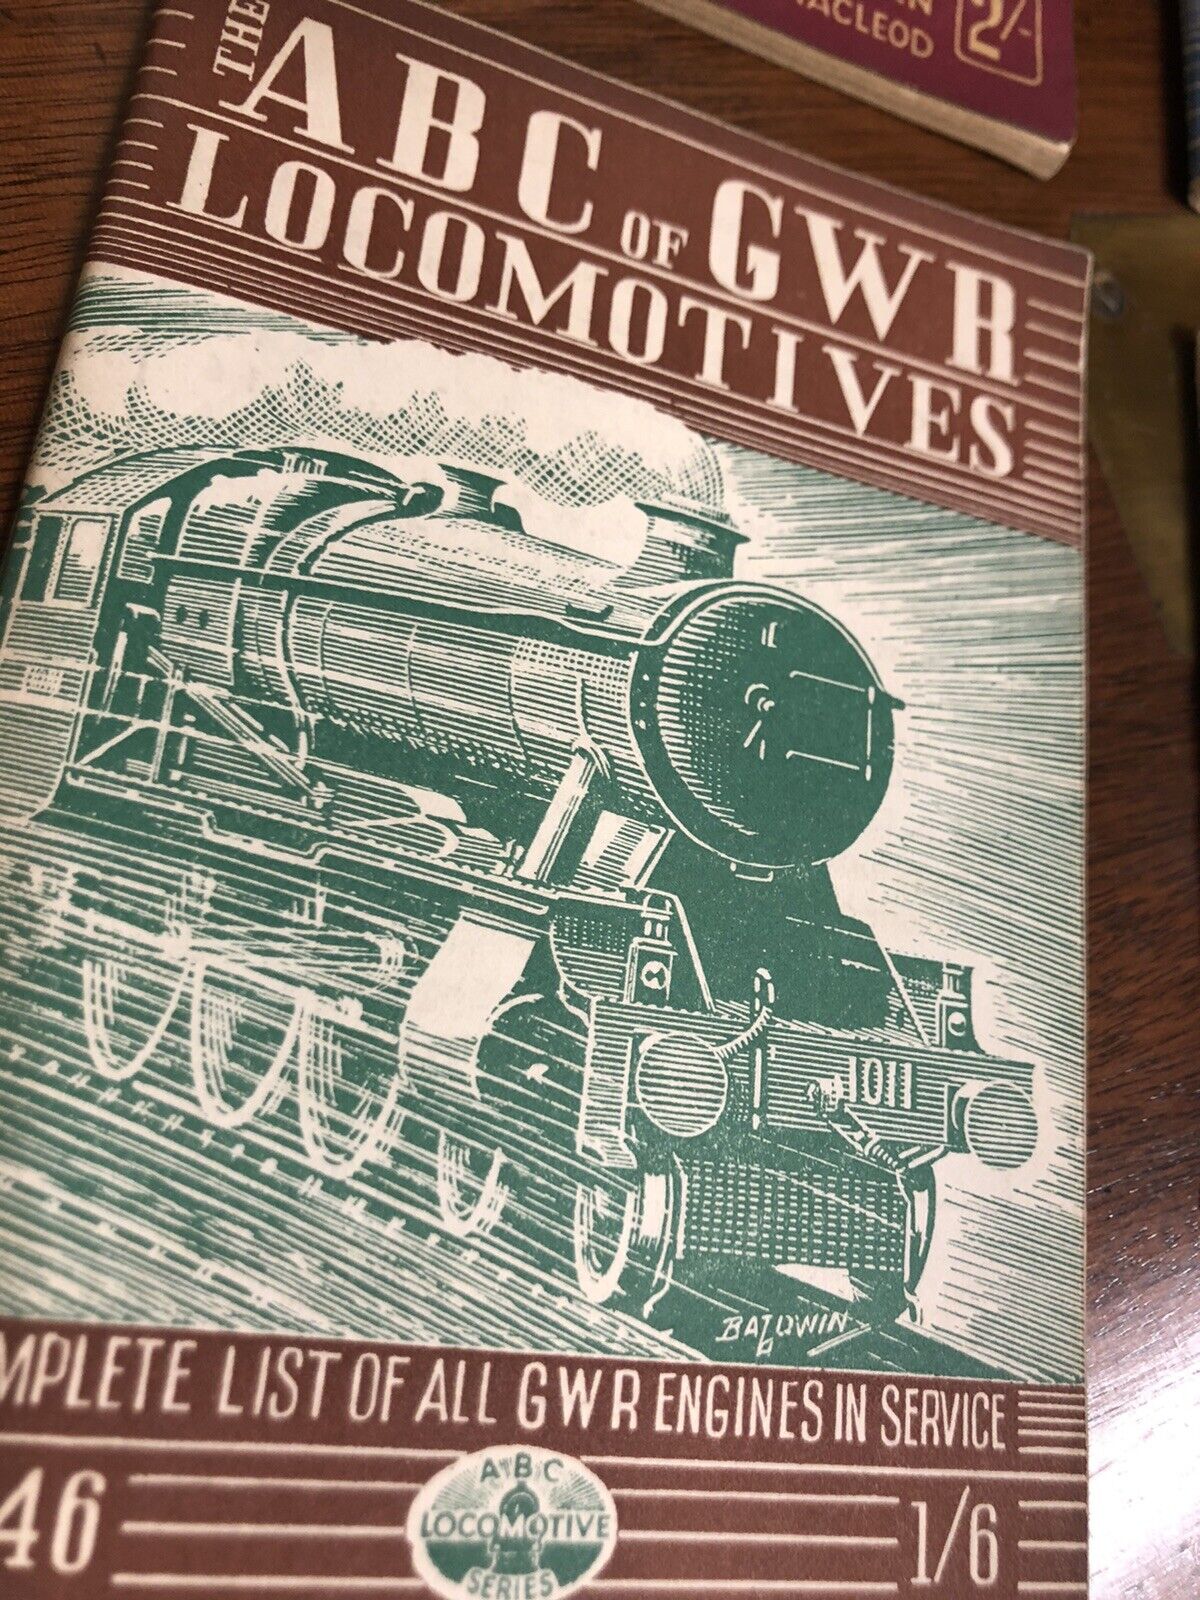 MACLEOD
2/-
THE
ABC OF GWR
LOCOMOTIVES
1011
BALDWIN
MPLETE LIST OF ALL GWR ENGINES IN SERVICE
46
ABC
LOCOMOTIVE
SERIES
1/6